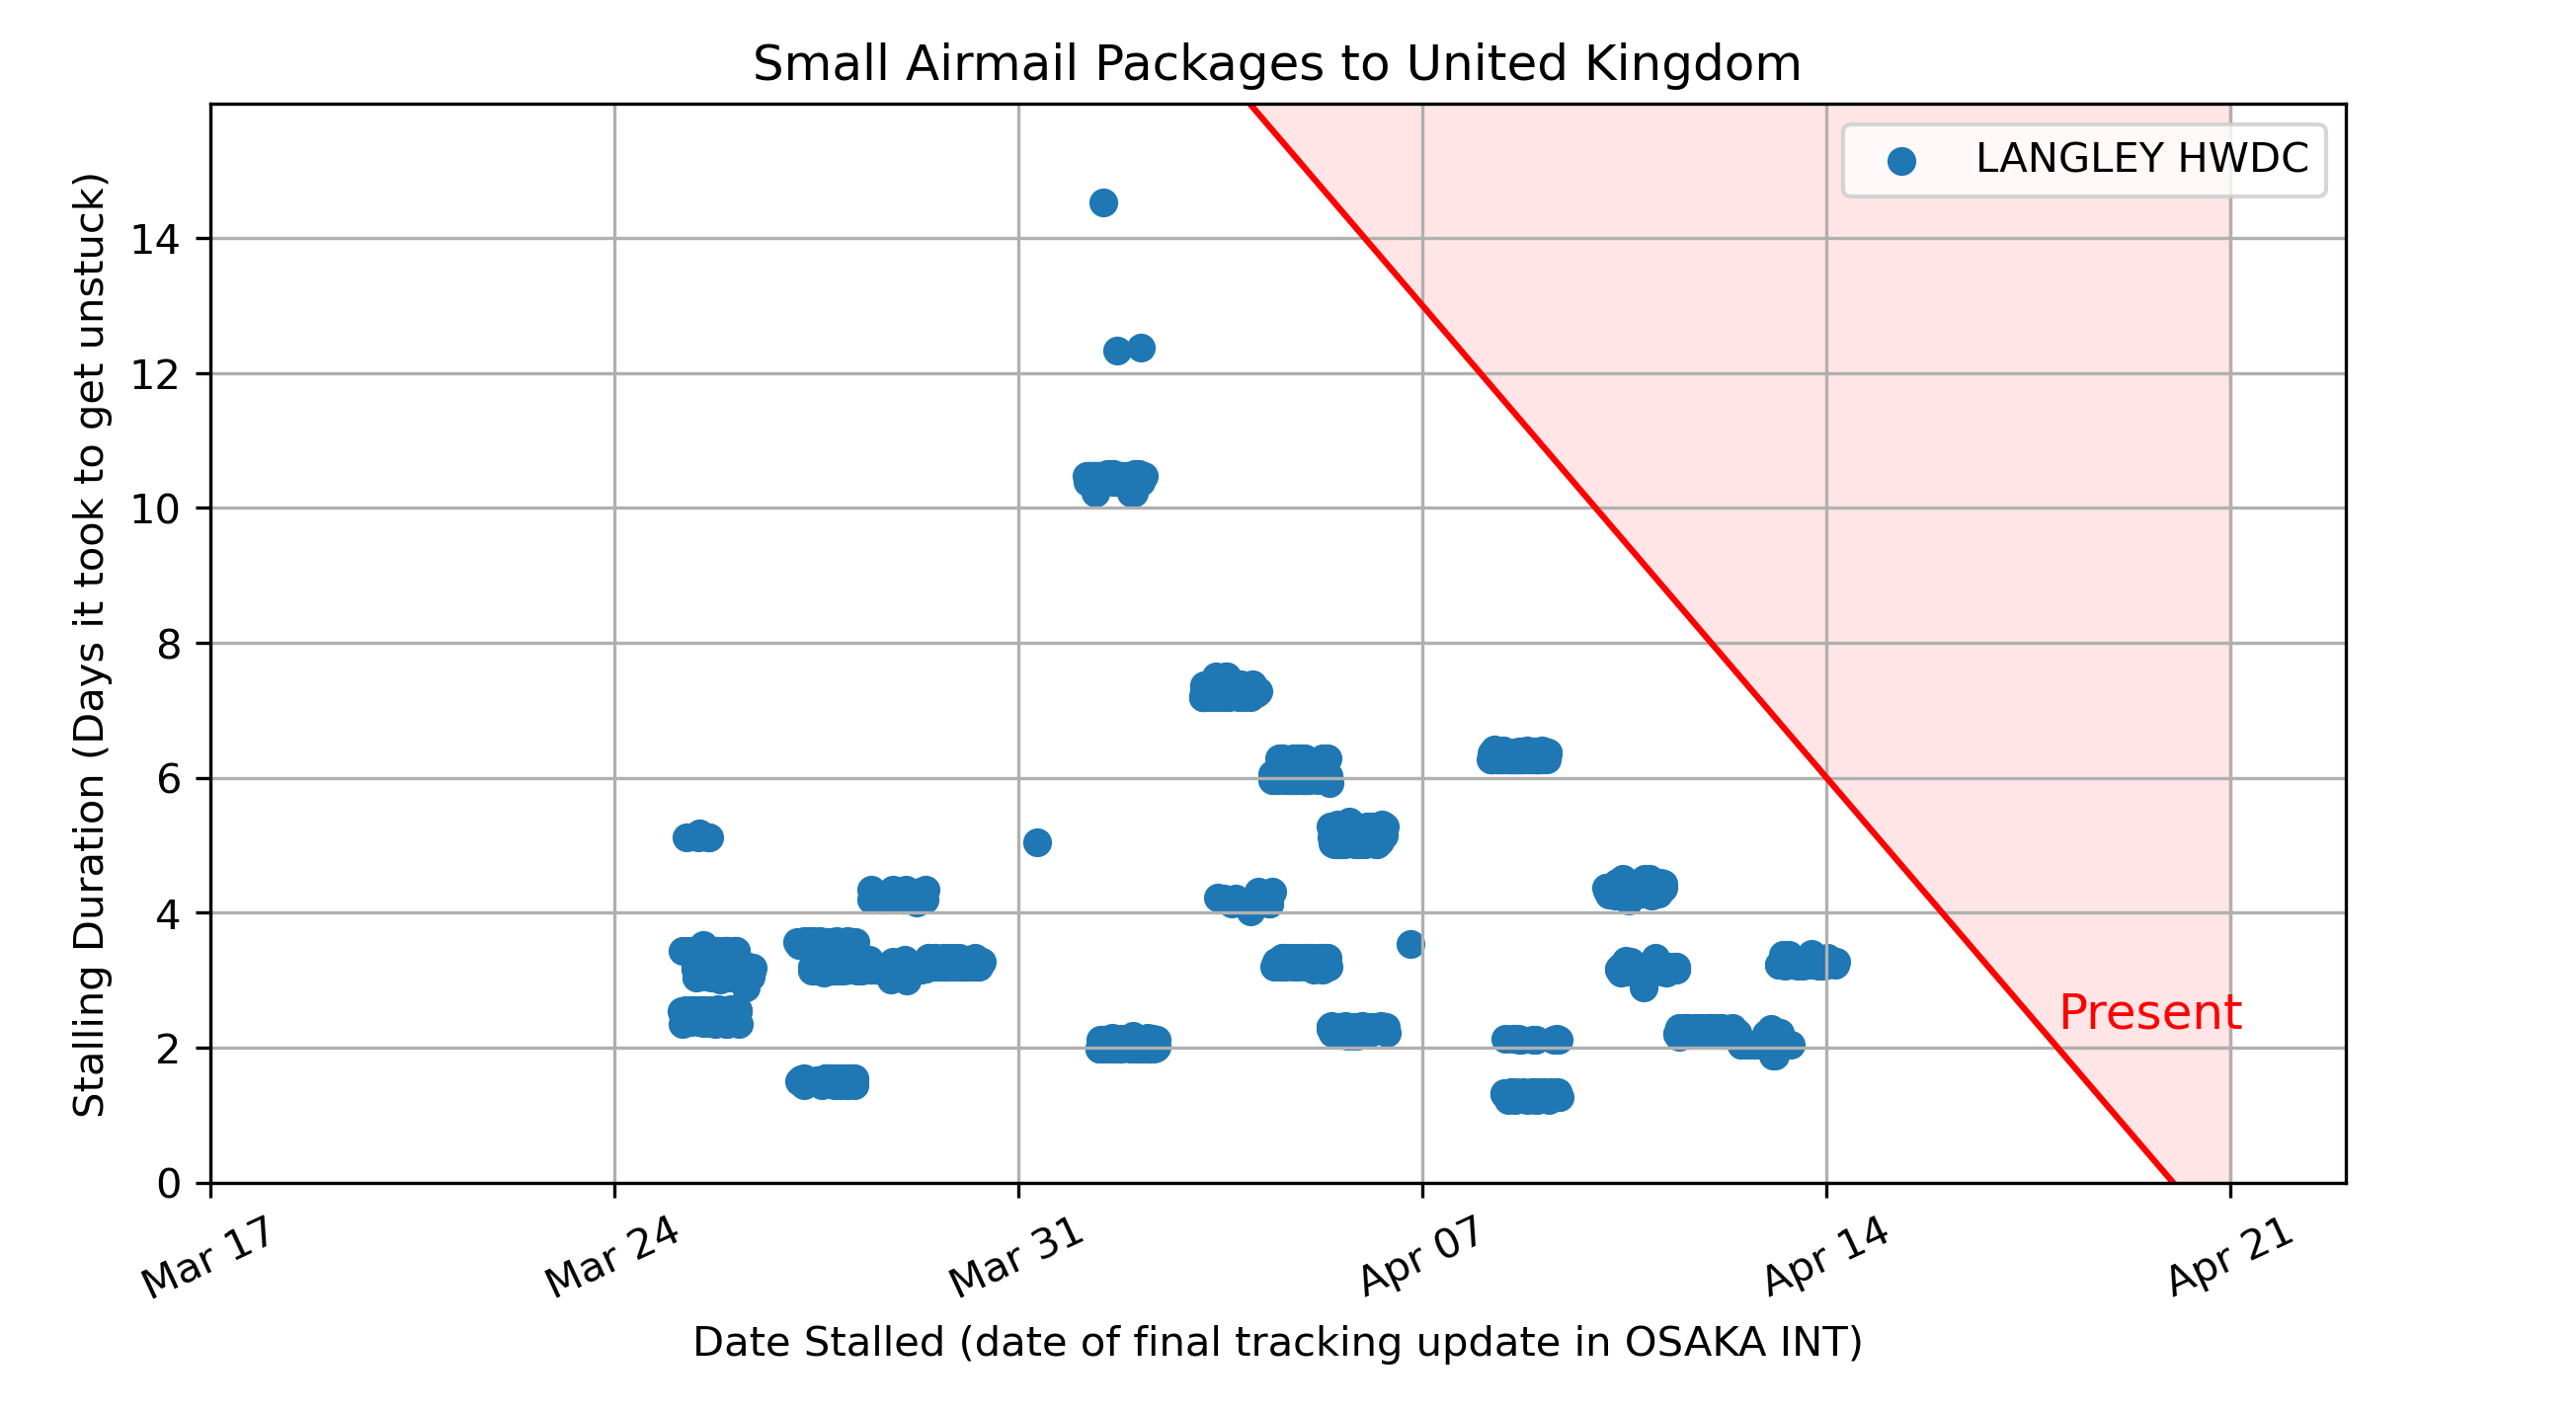 Small Airmail Packages to United Kingdom
LANGLEY HWDC
Stalling Duration (Days it took to get unstuck)
14
12
10
8
6
4
2
0
Present
Mar 17
Mar 24
Mar 31
Apr 07
Apr 14
Apr 21
Date Stalled (date of final tracking update in OSAKA INT)